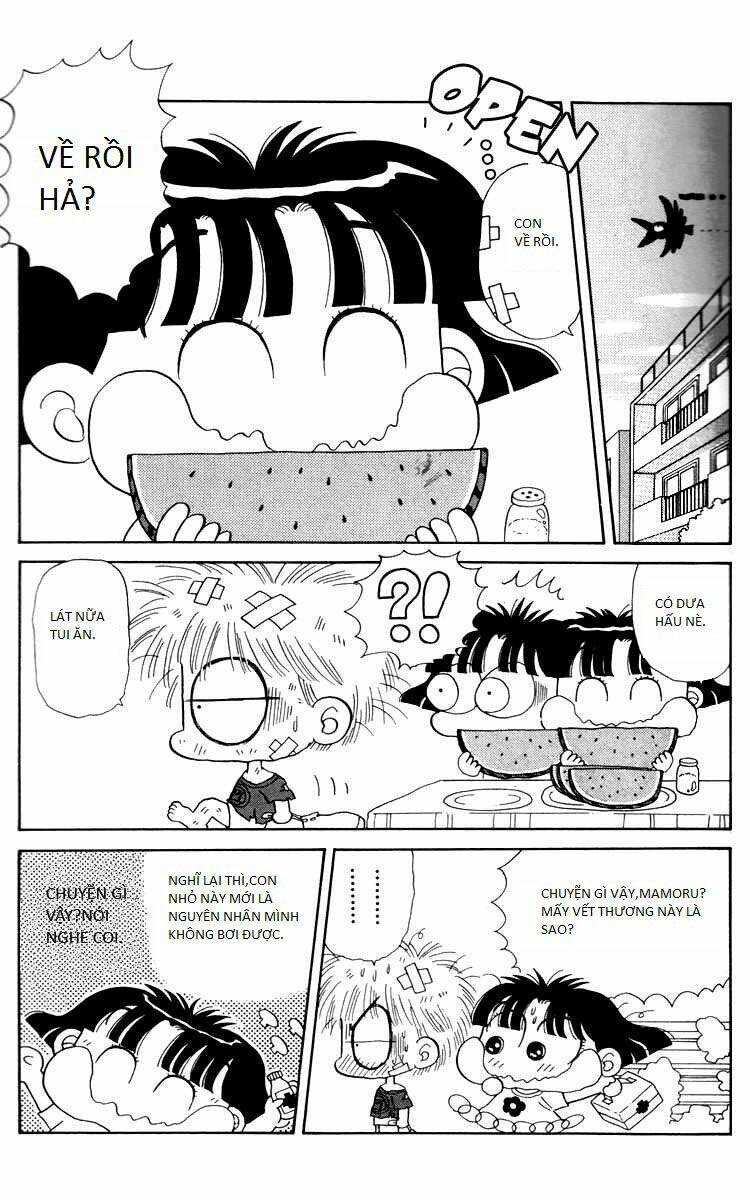 OPEN
CON
VỀ RỒI.
VỀ RỒI
HẢ?
CÓ DƯA
HẤU NÈ.
?!
LÁT NỮA
TUI ĂN.
CHUYỆN GÌ VẬY,MAMORU?
MẤY VẾT THƯƠNG NÀY LÀ
SAO?
NGHĨ LẠI THÌ,CON
NHỎ NÀY MỚI LÀ
NGUYÊN NHÂN MÌNH
KHÔNG BƠI ĐƯỢC.
CHUYỆN GÌ
VẬY?NÓI
NGHE COI.